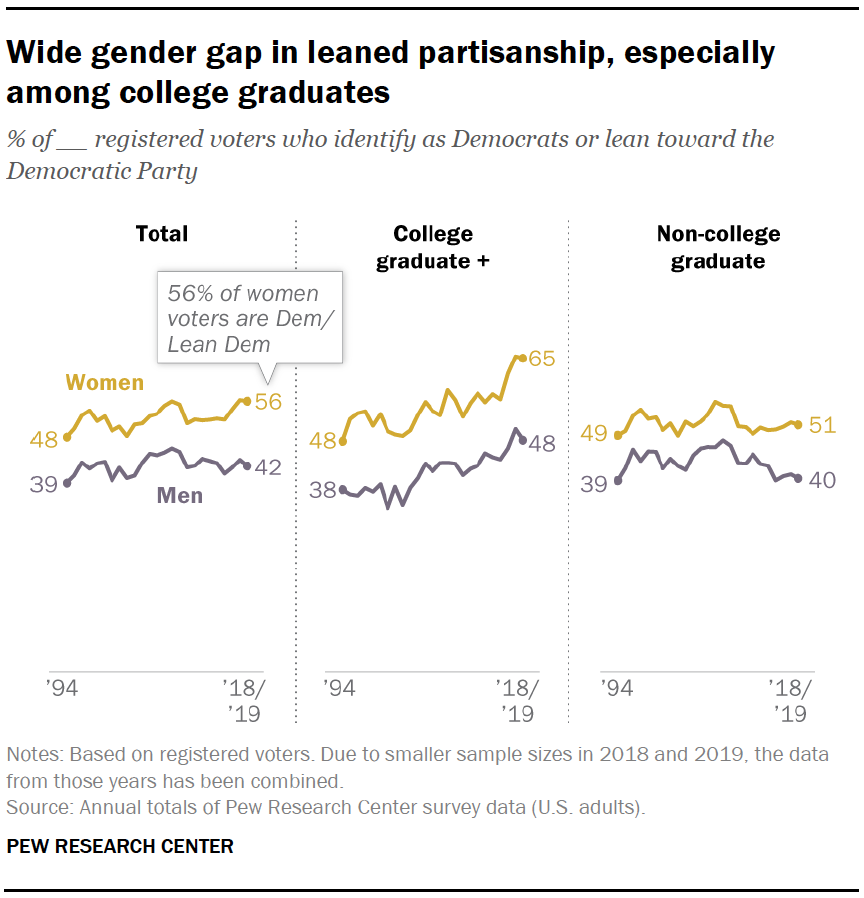 Wide gender gap in leaned partisanship, especially
among college graduates
% of __ registered voters who identify as Democrats or lean toward the
Democratic Party
Total
College
graduate +
Non-college
graduate
56% of women
voters are Dem/
Lean Dem
Women
48
56
39
42
Men
48
65
38
48
49
51
39
40
’94
’18/
’19
’94
’18/
’19
’94
’18/
’19
Notes: Based on registered voters. Due to smaller sample sizes in 2018 and 2019, the data
from those years has been combined.
Source: Annual totals of Pew Research Center survey data (U.S. adults).
PEW RESEARCH CENTER